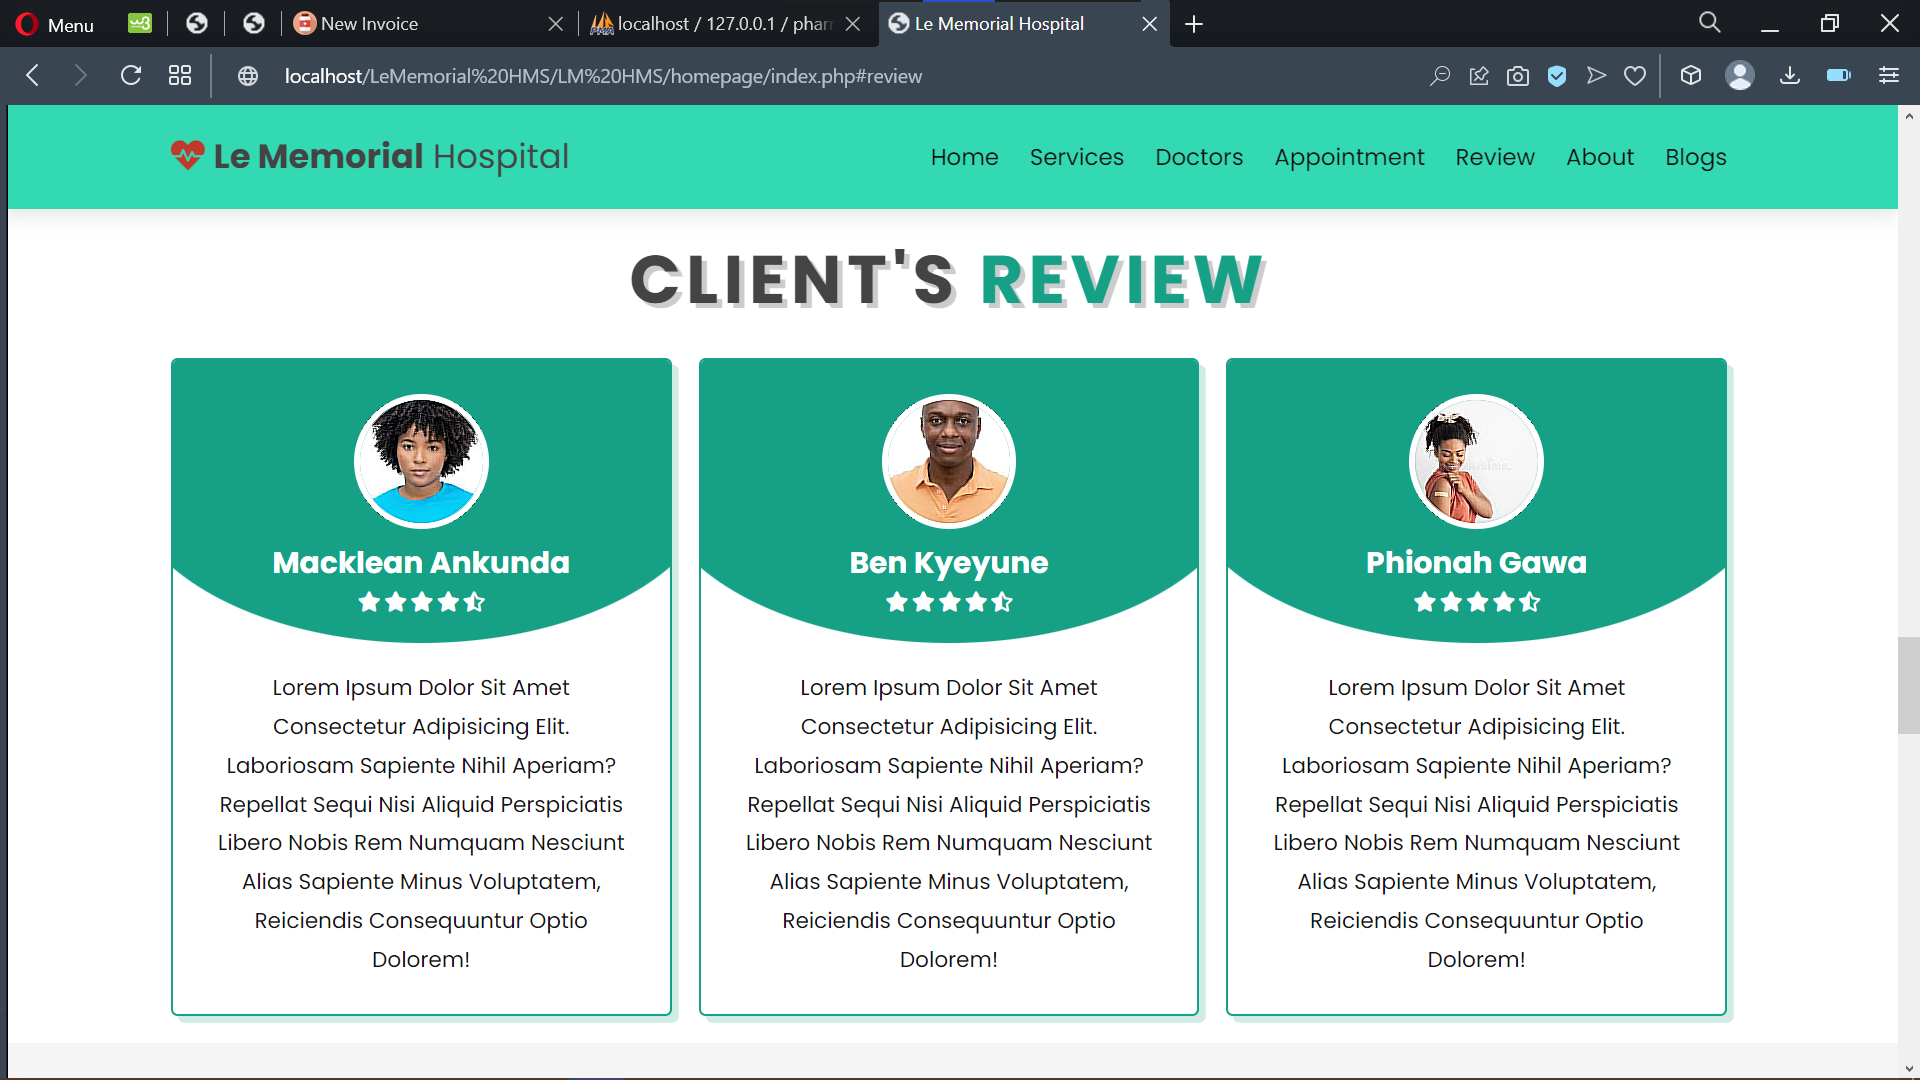 Menu
New Invoice
localhost / 127.0.0.1 / phar
Le Memorial Hospital
localhost/LeMemorial%20HMS/LM%20HMS/homepage/index.php#review
Le Memorial Hospital
Home Services Doctors Appointment Review About Blogs
CLIENT'S REVIEW
Macklean Ankunda
Lorem Ipsum Dolor Sit Amet
Consectetur Adipisicing Elit.
Laboriosam Sapiente Nihil Aperiam?
Repellat Sequi Nisi Aliquid Perspiciatis
Libero Nobis Rem Numquam Nesciunt
Alias Sapiente Minus Voluptatem,
Reiciendis Consequuntur Optio
Dolorem!
Ben Kyeyune
Lorem Ipsum Dolor Sit Amet
Consectetur Adipisicing Elit.
Laboriosam Sapiente Nihil Aperiam?
Repellat Sequi Nisi Aliquid Perspiciatis
Libero Nobis Rem Numquam Nesciunt
Alias Sapiente Minus Voluptatem,
Reiciendis Consequuntur Optio
Dolorem!
Phionah Gawa
Lorem Ipsum Dolor Sit Amet
Consectetur Adipisicing Elit.
Laboriosam Sapiente Nihil Aperiam?
Repellat Sequi Nisi Aliquid Perspiciatis
Libero Nobis Rem Numquam Nesciunt
Alias Sapiente Minus Voluptatem,
Reiciendis Consequuntur Optio
Dolorem!